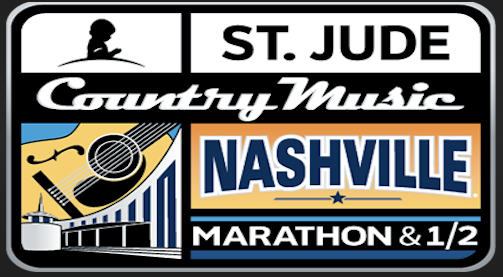 ST. JUDE
Country Music
NASHVILLE
MARATHON & 1/2